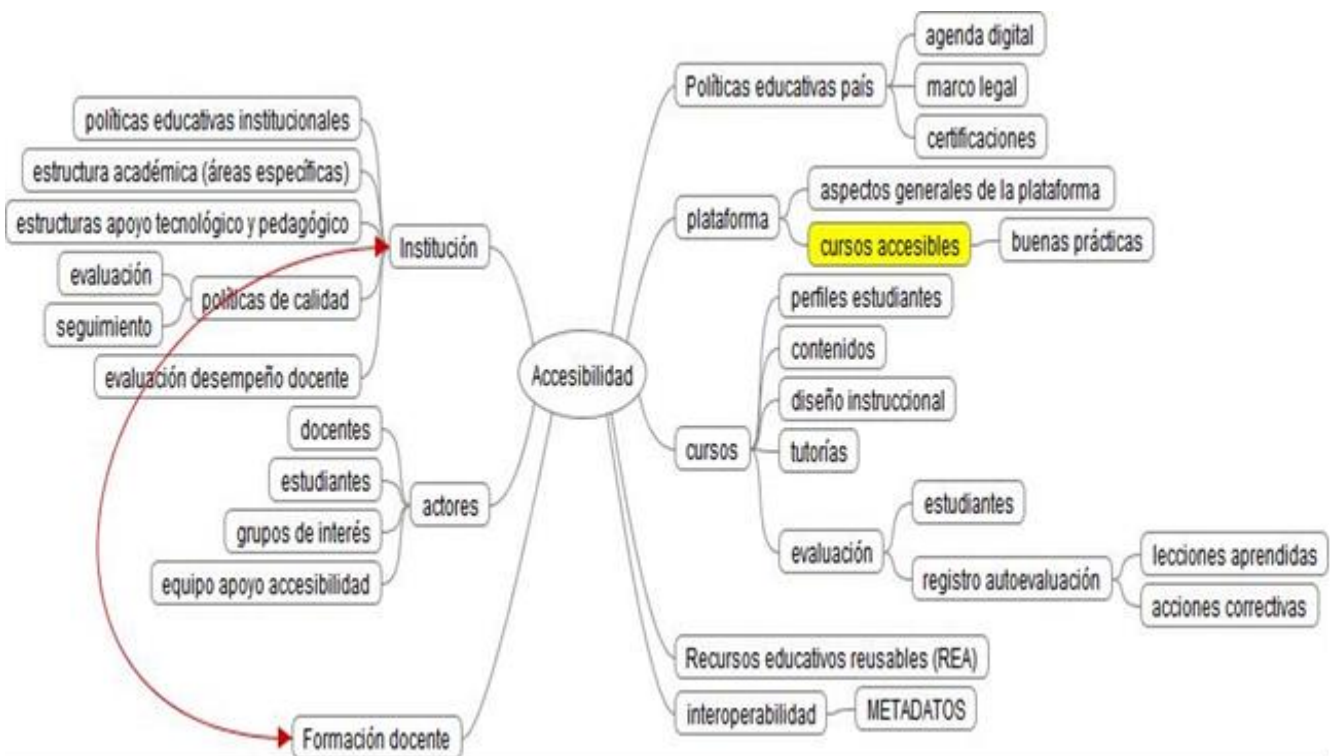 Accesibilidad
Políticas educativas país
agenda digital
marco legal
certificaciones
plataforma
aspectos generales de la plataforma
cursos accesibles
buenas prácticas
cursos
perfiles estudiantes
contenidos
diseño instruccional
tutorías
evaluación
estudiantes
registro autoevaluación
lecciones aprendidas
acciones correctivas
Recursos educativos reusables (REA)
interoperabilidad
METADATOS
Institución
políticas educativas institucionales
estructura académica (áreas específicas)
estructuras apoyo tecnológico y pedagógico
políticas de calidad
evaluación
seguimiento
evaluación desempeño docente
actores
docentes
estudiantes
grupos de interés
equipo apoyo accesibilidad
Formación docente